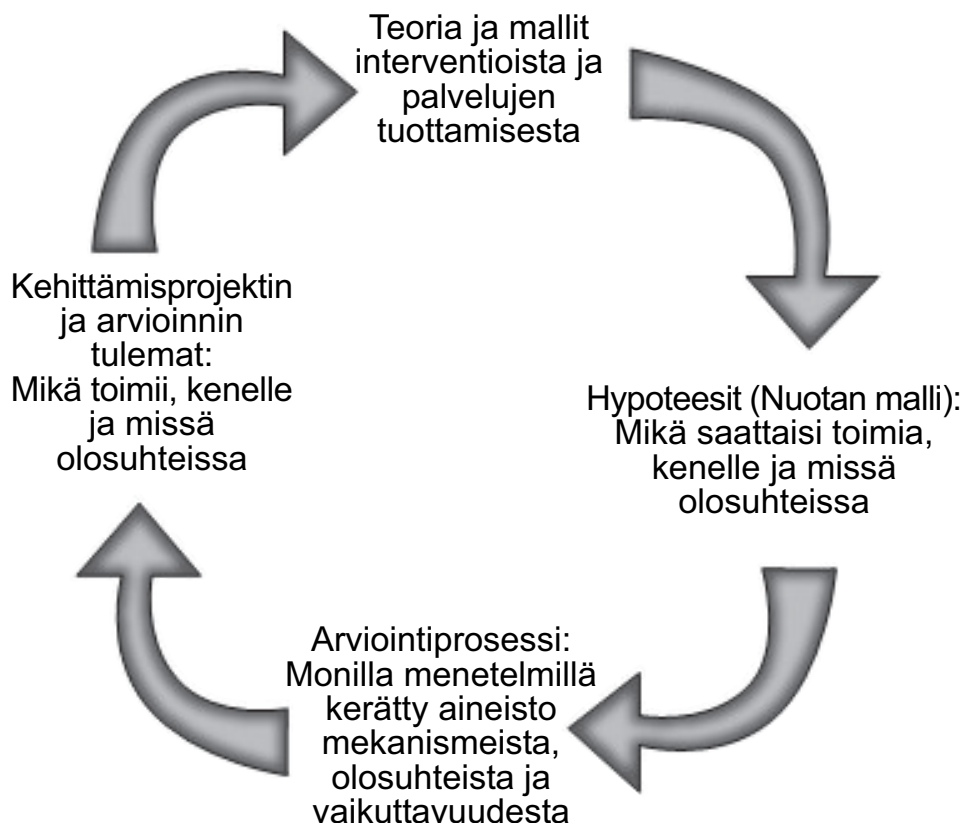 Teoria ja mallit
interventioista ja
palvelujen
tuottamisesta
Hypoteesit (Nuotan malli):
Mikä saattaisi toimia,
kenelle ja missä
olosuhteissa
Arviointiprosessi:
Monilla menetelmillä
kerätty aineisto
mekanismeista,
olosuhteista ja
vaikuttavuudesta
Kehittämisprojektin
ja arvioinnin
tulemat:
Mikä toimii, kenelle
ja missä
olosuhteissa